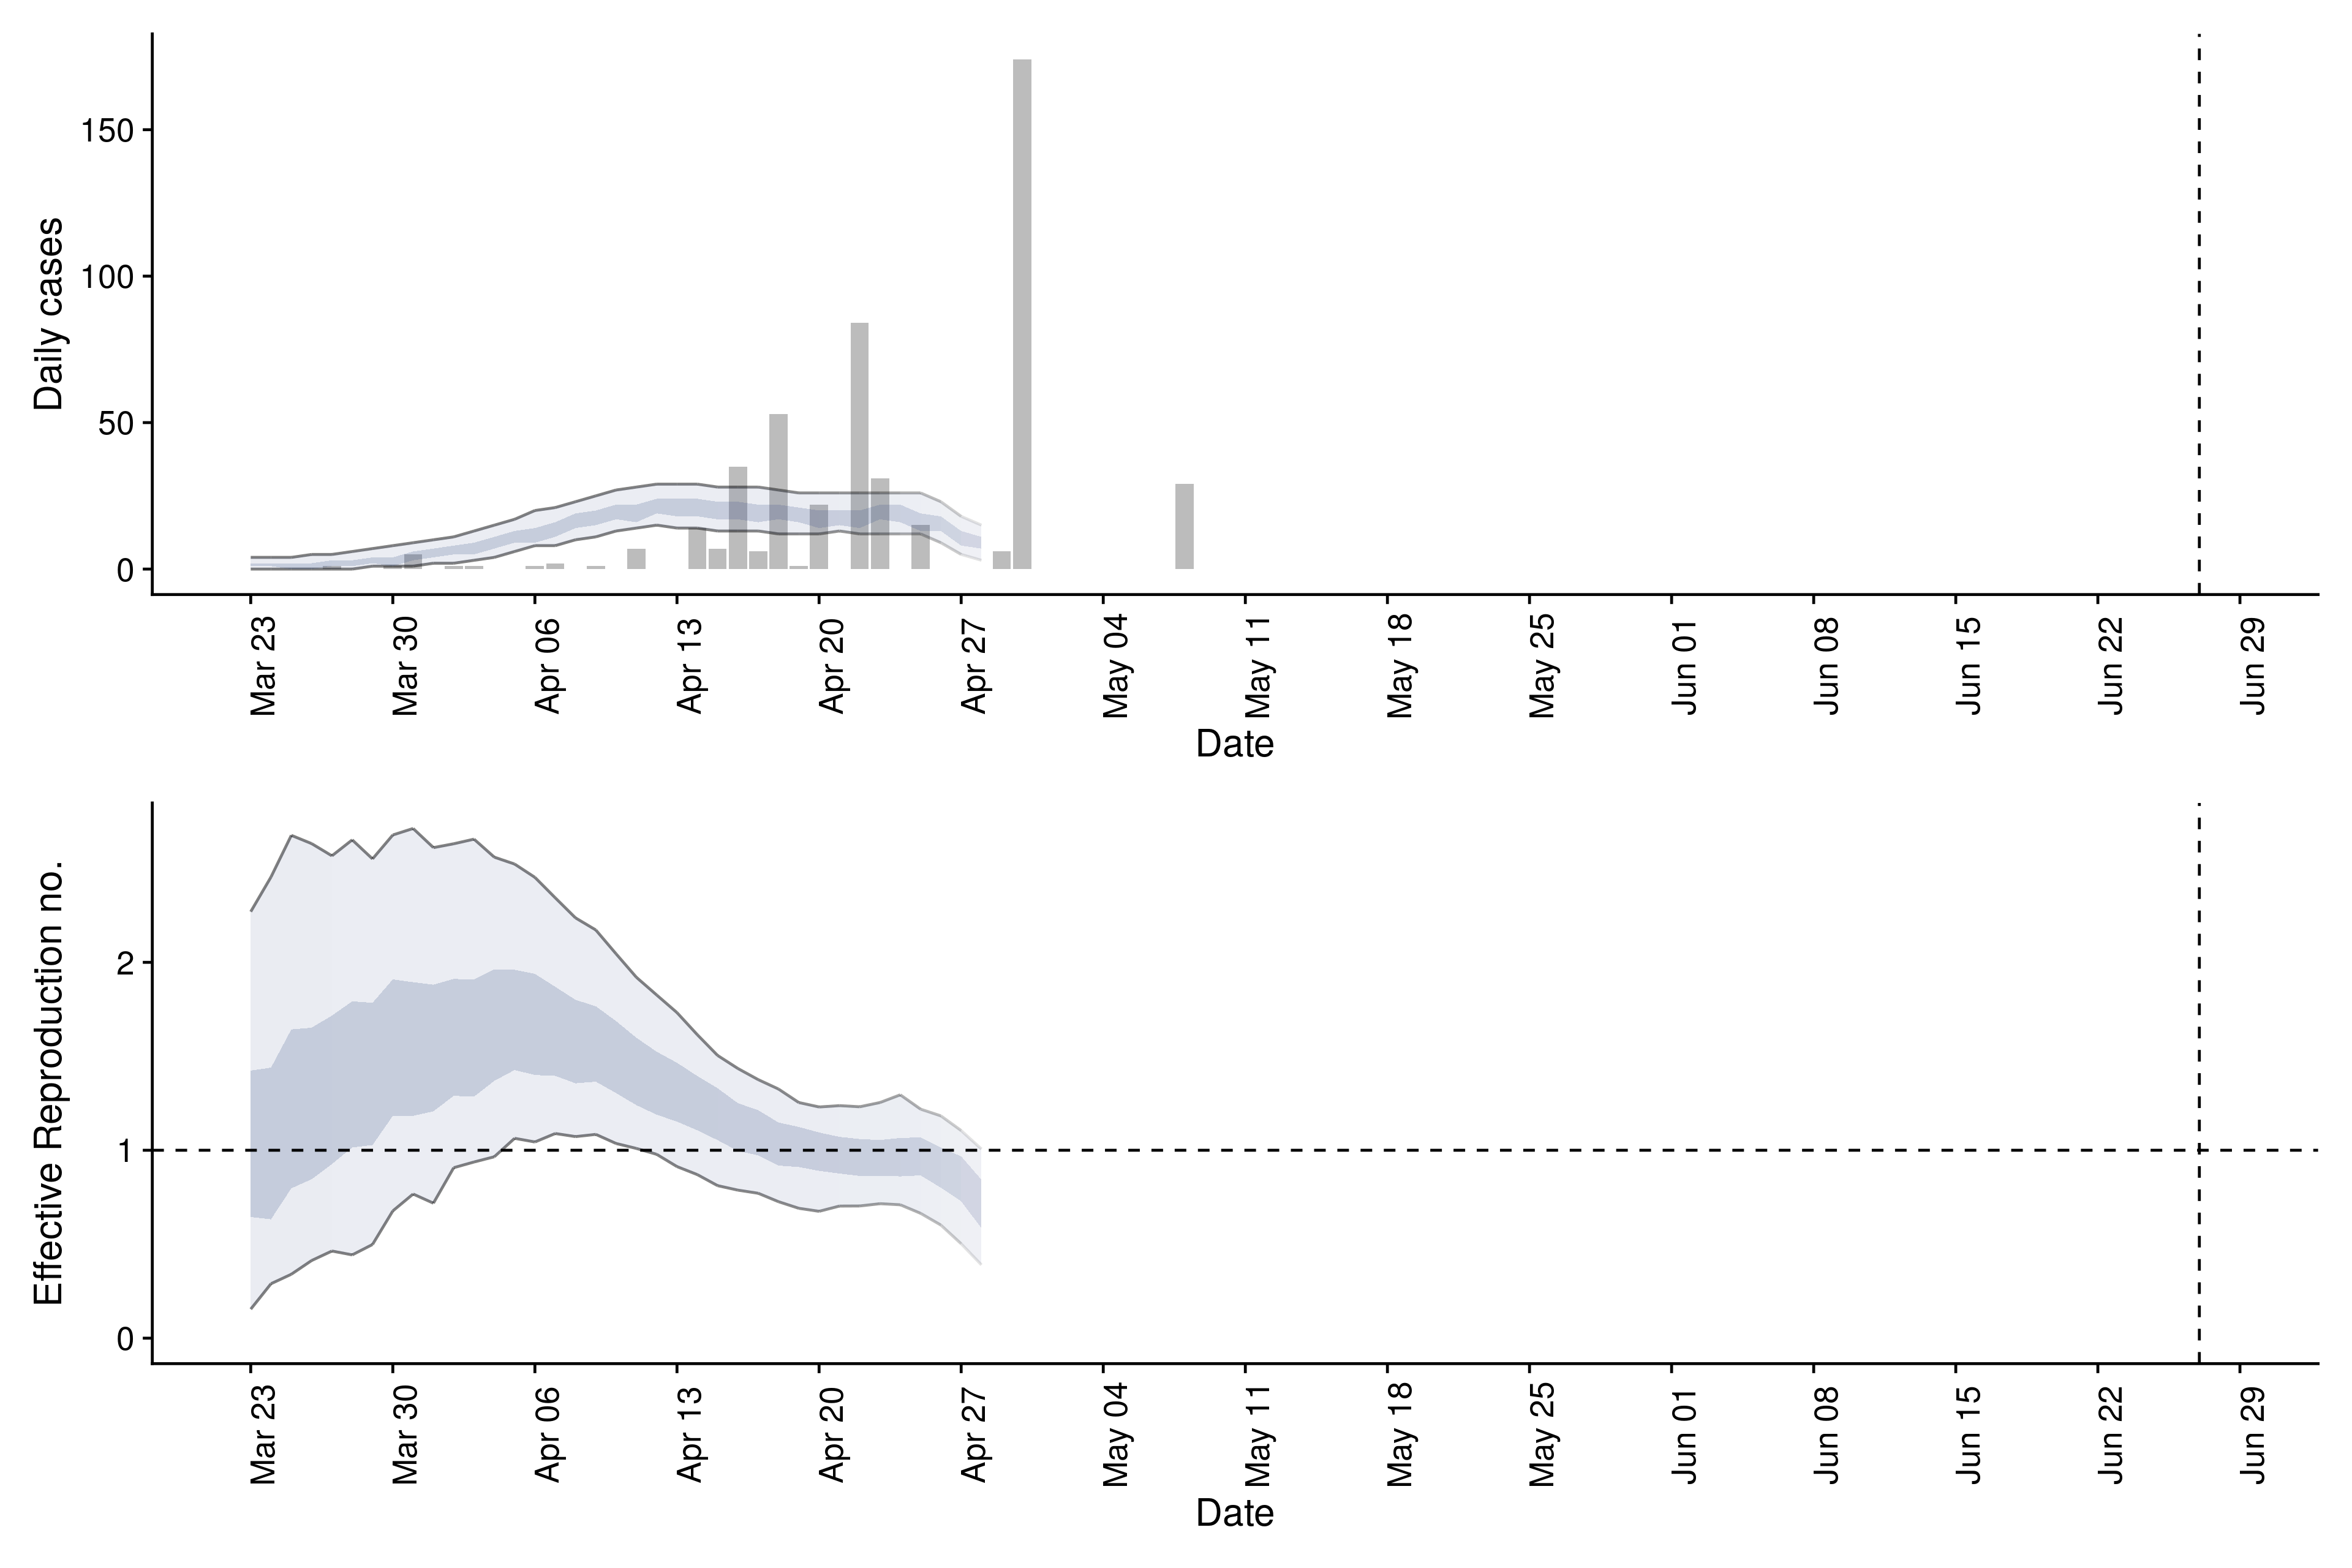 Daily cases
150
100
50
0
Mar 23
Mar 30
Apr 06
Apr 13
Apr 20
Apr 27
May 04
May 11
May 18
May 25
Jun 01
Jun 08
Jun 15
Jun 22
Jun 29
Date
Effective Reproduction no.
2
1
0
Mar 23
Mar 30
Apr 06
Apr 13
Apr 20
Apr 27
May 04
May 11
May 18
May 25
Jun 01
Jun 08
Jun 15
Jun 22
Jun 29
Date